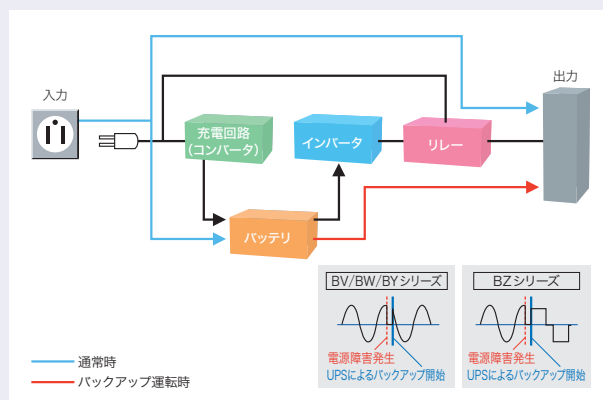 入力
出力
充電回路
(コンバータ)
インバータ
リレー
バッテリ
BV/BW/BYシリーズ
電源障害発生
UPSによるバックアップ開始
BZシリーズ
電源障害発生
UPSによるバックアップ開始
通常時
バックアップ運転時